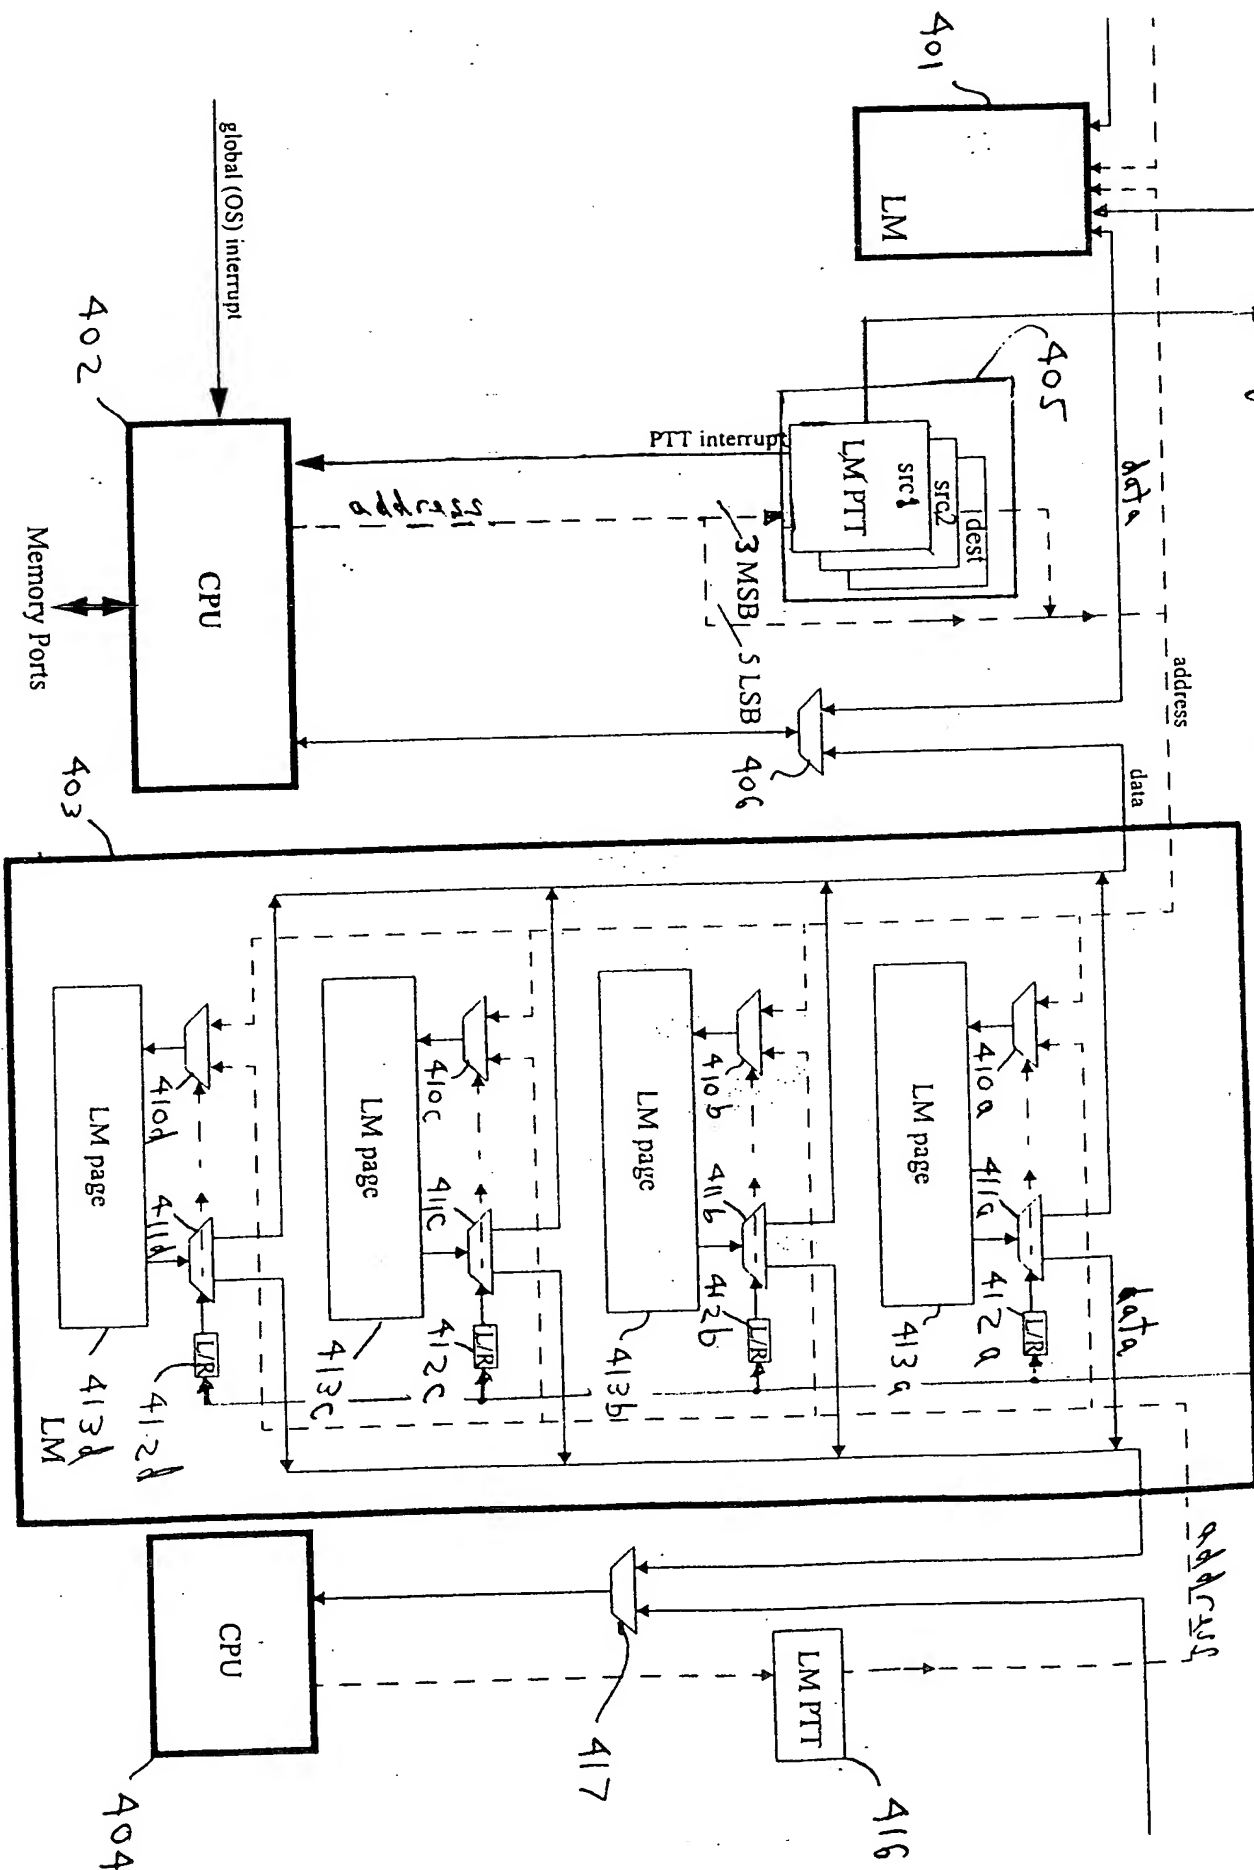 address
address
data
data
data
401
LM
405
dest
src2
src1
LM PTT
3 MSB
5 LSB
406
PTT interrupt
address
global (OS) interrupt
402
CPU
Memory Ports
403
410a
411a
412a
L/R
LM page
413a
410b
411b
412b
L/R
LM page
413b
410c
411c
412c
L/R
LM page
413c
410d
411d
412d
L/R
LM page
413d
LM
416
LM PTT
417
CPU
404